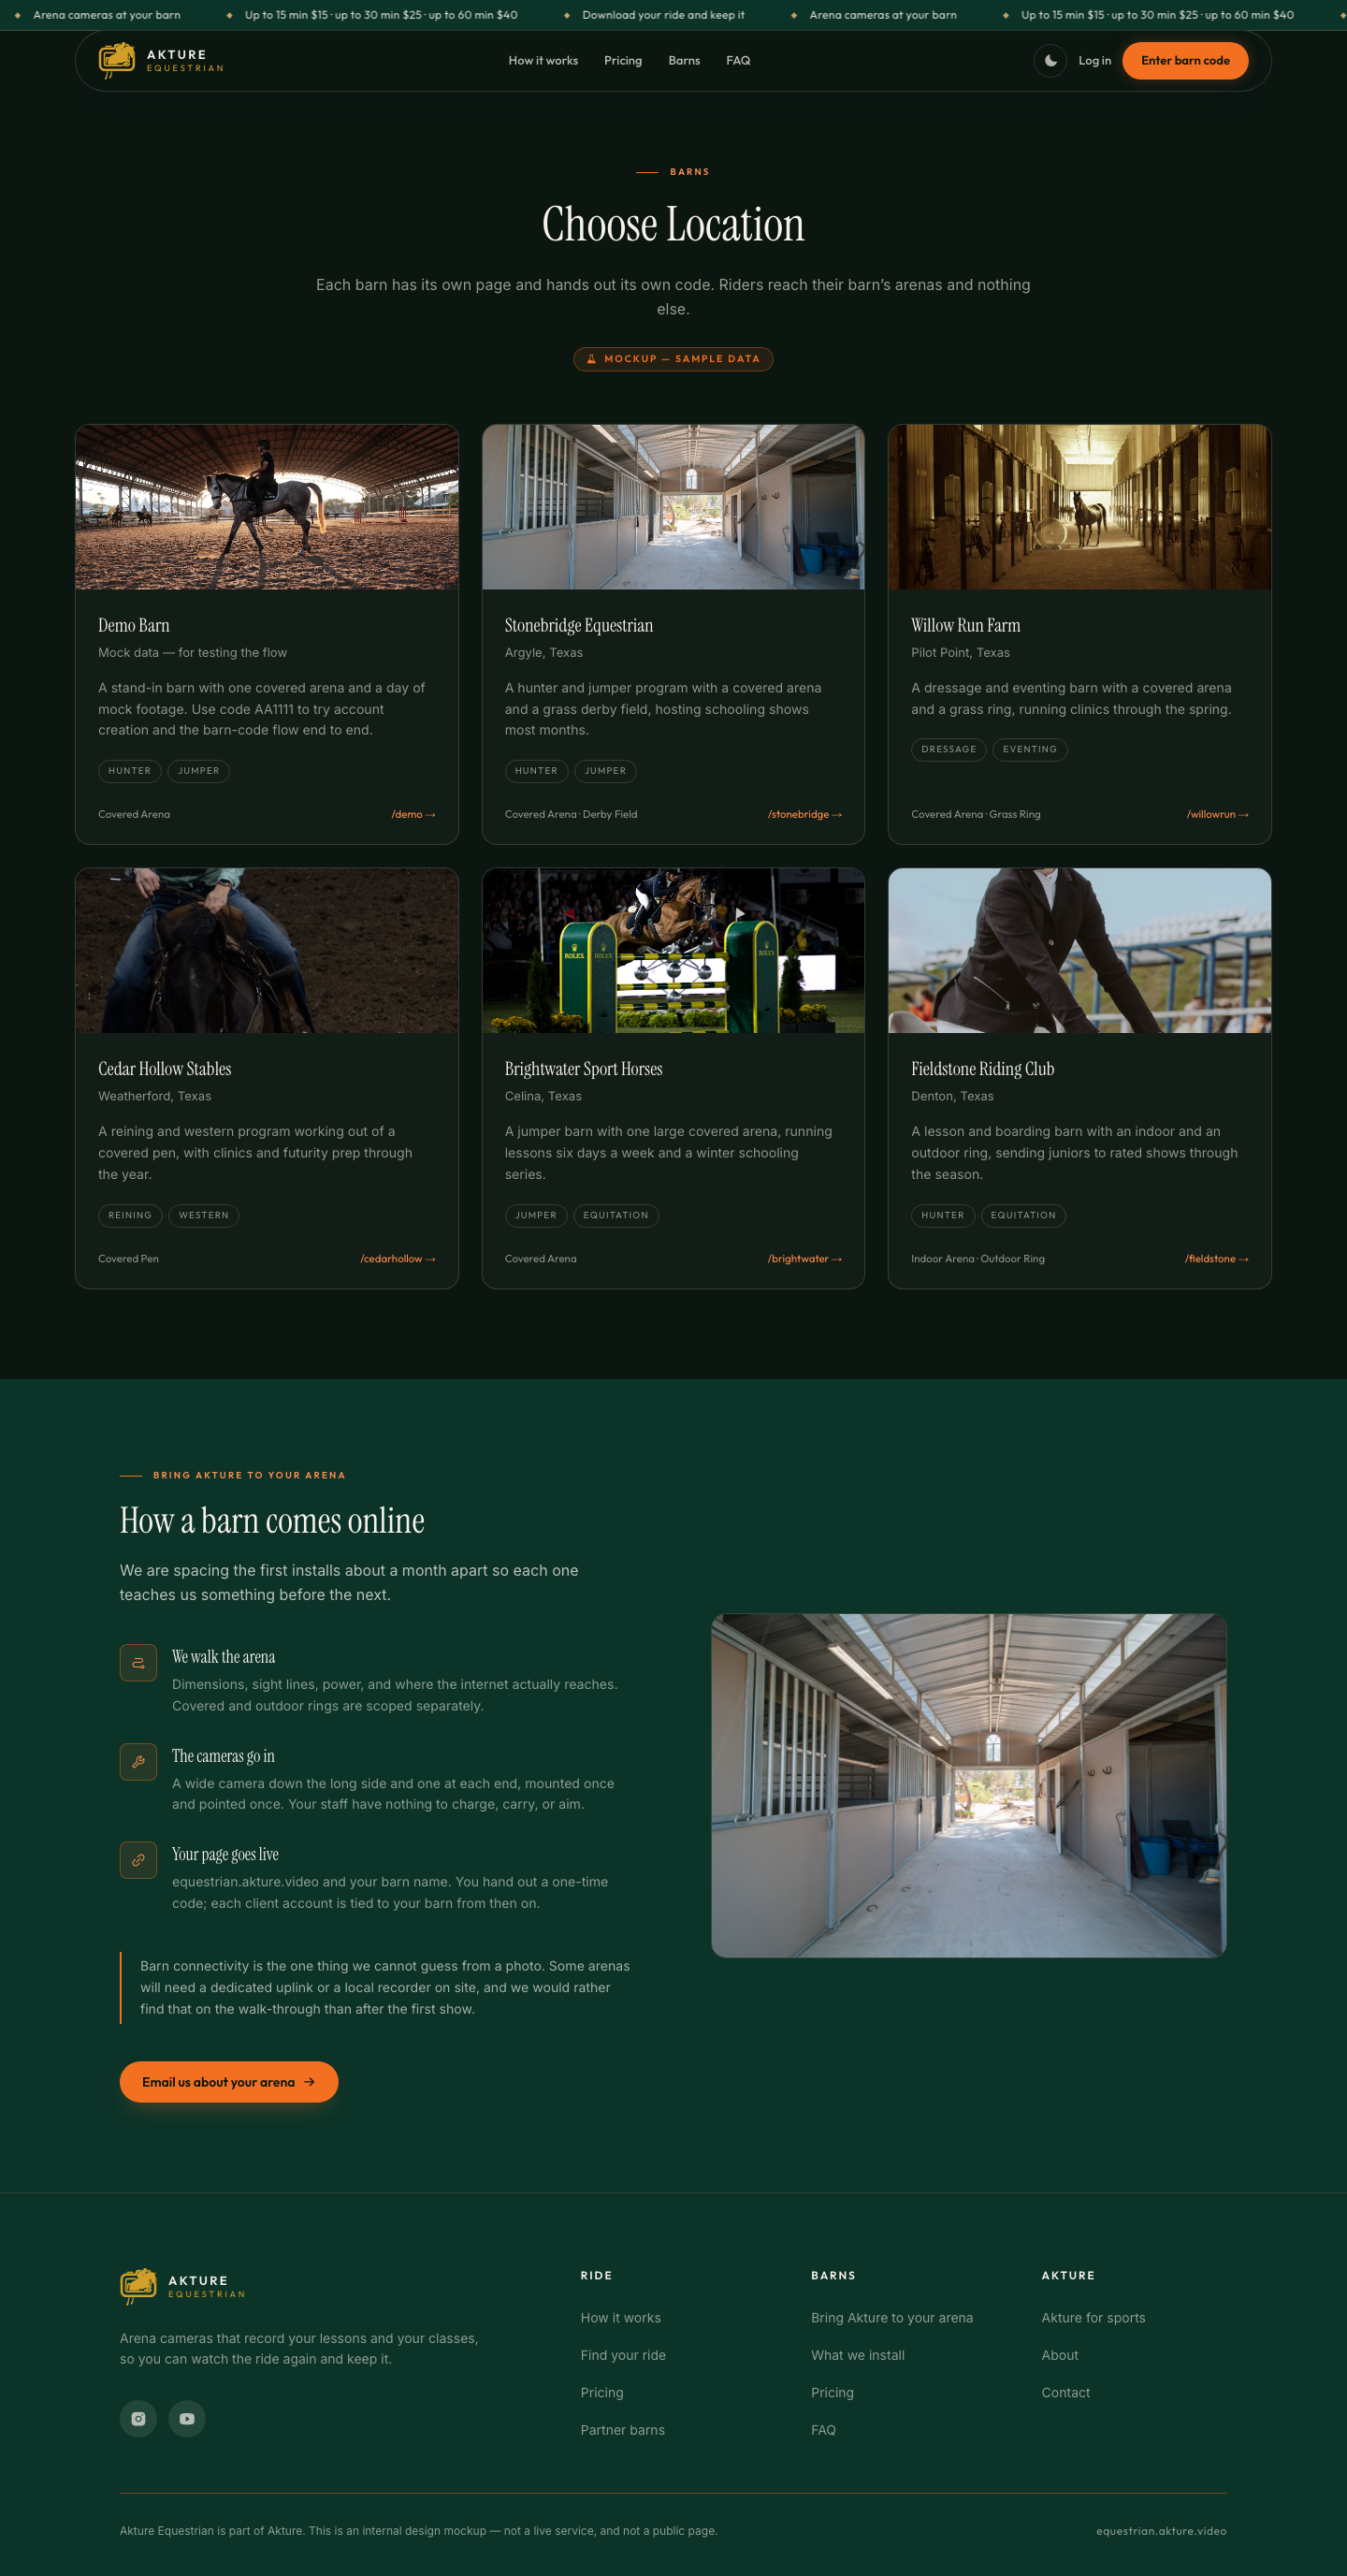 Arena cameras at your barn
Up to 15 min $15 · up to 30 min $25 · up to 60 min $40
Download your ride and keep it
Arena cameras at your barn
Up to 15 min $15 · up to 30 min $25 · up to 60 min $40
AKTURE
EQUESTRIAN
How it works
Pricing
Barns
FAQ
Log in
Enter barn code
BARNS
Choose Location
Each barn has its own page and hands out its own code. Riders reach their barn’s arenas and nothing
else.
MOCKUP — SAMPLE DATA
Demo Barn
Mock data — for testing the flow
A stand-in barn with one covered arena and a day of
mock footage. Use code AA1111 to try account
creation and the barn-code flow end to end.
HUNTER
JUMPER
Covered Arena
/demo →
Stonebridge Equestrian
Argyle, Texas
A hunter and jumper program with a covered arena
and a grass derby field, hosting schooling shows
most months.
HUNTER
JUMPER
Covered Arena · Derby Field
/stonebridge →
Willow Run Farm
Pilot Point, Texas
A dressage and eventing barn with a covered arena
and a grass ring, running clinics through the spring.
DRESSAGE
EVENTING
Covered Arena · Grass Ring
/willowrun →
Cedar Hollow Stables
Weatherford, Texas
A reining and western program working out of a
covered pen, with clinics and futurity prep through
the year.
REINING
WESTERN
Covered Pen
/cedarhollow →
ROLEX
ROLEX
ROLEX
Brightwater Sport Horses
Celina, Texas
A jumper barn with one large covered arena, running
lessons six days a week and a winter schooling
series.
JUMPER
EQUITATION
Covered Arena
/brightwater →
Fieldstone Riding Club
Denton, Texas
A lesson and boarding barn with an indoor and an
outdoor ring, sending juniors to rated shows through
the season.
HUNTER
EQUITATION
Indoor Arena · Outdoor Ring
/fieldstone →
BRING AKTURE TO YOUR ARENA
How a barn comes online
We are spacing the first installs about a month apart so each one
teaches us something before the next.
We walk the arena
Dimensions, sight lines, power, and where the internet actually reaches.
Covered and outdoor rings are scoped separately.
The cameras go in
A wide camera down the long side and one at each end, mounted once
and pointed once. Your staff have nothing to charge, carry, or aim.
Your page goes live
equestrian.akture.video and your barn name. You hand out a one-time
code; each client account is tied to your barn from then on.
Barn connectivity is the one thing we cannot guess from a photo. Some arenas
will need a dedicated uplink or a local recorder on site, and we would rather
find that on the walk-through than after the first show.
Email us about your arena →
AKTURE
EQUESTRIAN
Arena cameras that record your lessons and your classes,
so you can watch the ride again and keep it.
RIDE
How it works
Find your ride
Pricing
Partner barns
BARNS
Bring Akture to your arena
What we install
Pricing
FAQ
AKTURE
Akture for sports
About
Contact
Akture Equestrian is part of Akture. This is an internal design mockup — not a live service, and not a public page.
equestrian.akture.video